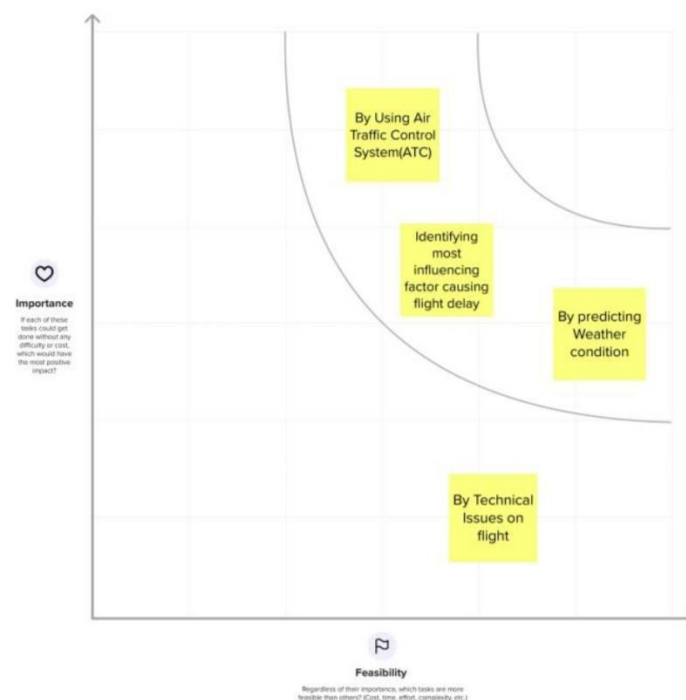 By Using Air
Traffic Control
System(ATC)
Identifying
most
influencing
factor causing
flight delay
By predicting
Weather
condition
Importance
If each of these
tasks could get
done without any
difficulty or cost,
which would have
the most positive
impact?
By Technical
Issues on
flight
Feasibility
Regardless of their importance, which tasks are more
feasible than others? (Cost, time, effort, complexity, etc.)